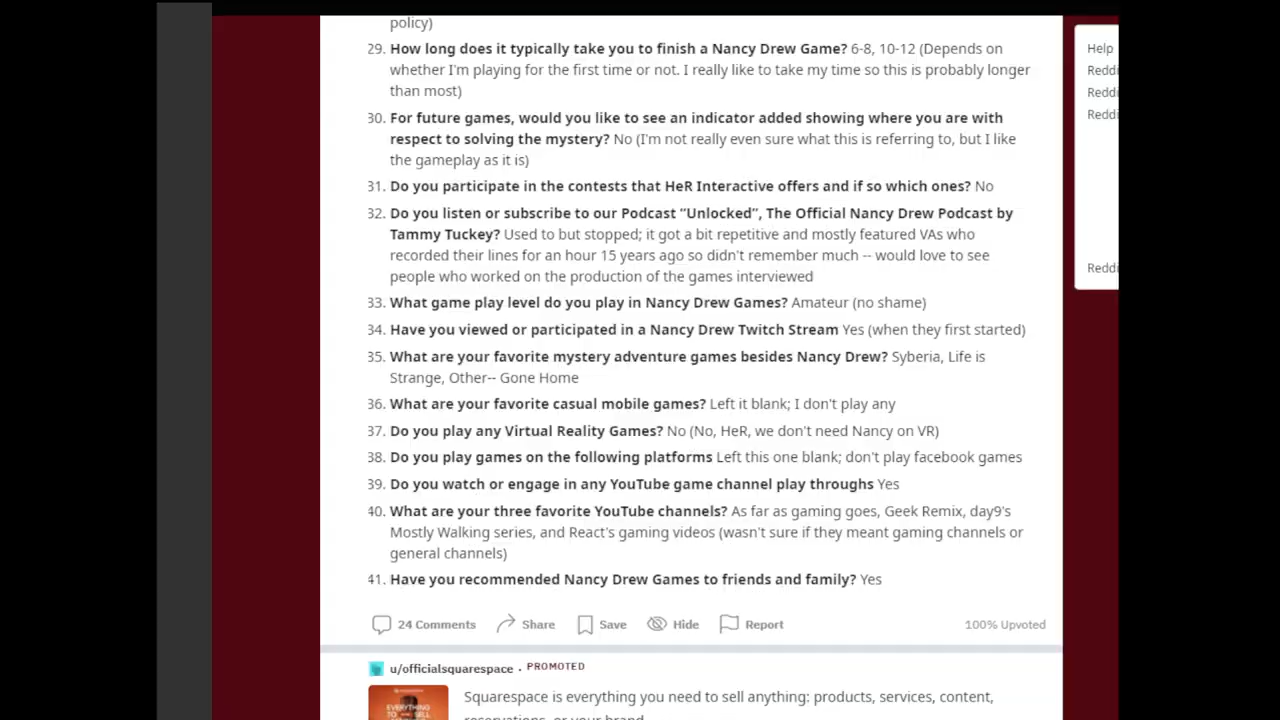 policy)
29. How long does it typically take you to finish a Nancy Drew Game? 6-8, 10-12 (Depends on
whether I'm playing for the first time or not. I really like to take my time so this is probably longer
than most)
30. For future games, would you like to see an indicator added showing where you are with
respect to solving the mystery? No (I'm not really even sure what this is referring to, but I like
the gameplay as it is)
31. Do you participate in the contests that HeR Interactive offers and if so which ones? No
32. Do you listen or subscribe to our Podcast "Unlocked”, The Official Nancy Drew Podcast by
Tammy Tuckey? Used to but stopped; it got a bit repetitive and mostly featured VAs who
recorded their lines for an hour 15 years ago so didn't remember much -- would love to see
people who worked on the production of the games interviewed
33. What game play level do you play in Nancy Drew Games? Amateur (no shame)
34. Have you viewed or participated in a Nancy Drew Twitch Stream Yes (when they first started)
35. What are your favorite mystery adventure games besides Nancy Drew? Syberia, Life is
Strange, Other-- Gone Home
36. What are your favorite casual mobile games? Left it blank; I don't play any
37. Do you play any Virtual Reality Games? No (No, HeR, we don't need Nancy on VR)
38. Do you play games on the following platforms Left this one blank; don't play facebook games
39. Do you watch or engage in any YouTube game channel play throughs Yes
40. What are your three favorite YouTube channels? As far as gaming goes, Geek Remix, day9's
Mostly Walking series, and React's gaming videos (wasn't sure if they meant gaming channels or
general channels)
41. Have you recommended Nancy Drew Games to friends and family? Yes
24 Comments Share Save Hide Report 100% Upvoted
u/officialsquarespace · PROMOTED
Squarespace is everything you need to sell anything: products, services, content,
reservations, or your brand
EVERYTHING
TO SELL
Help
Reddi
Reddi
Reddi
Reddi